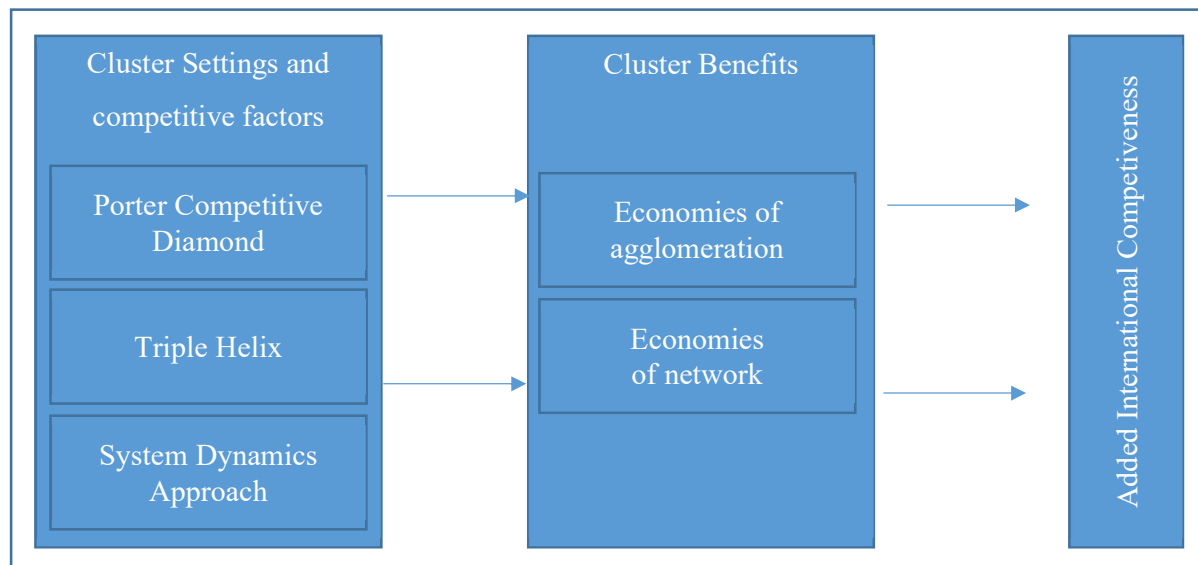 Cluster Settings and
competitive factors
Porter Competitive
Diamond
Triple Helix
System Dynamics
Approach
Cluster Benefits
Economies of
agglomeration
Economies
of network
Added International Competiveness